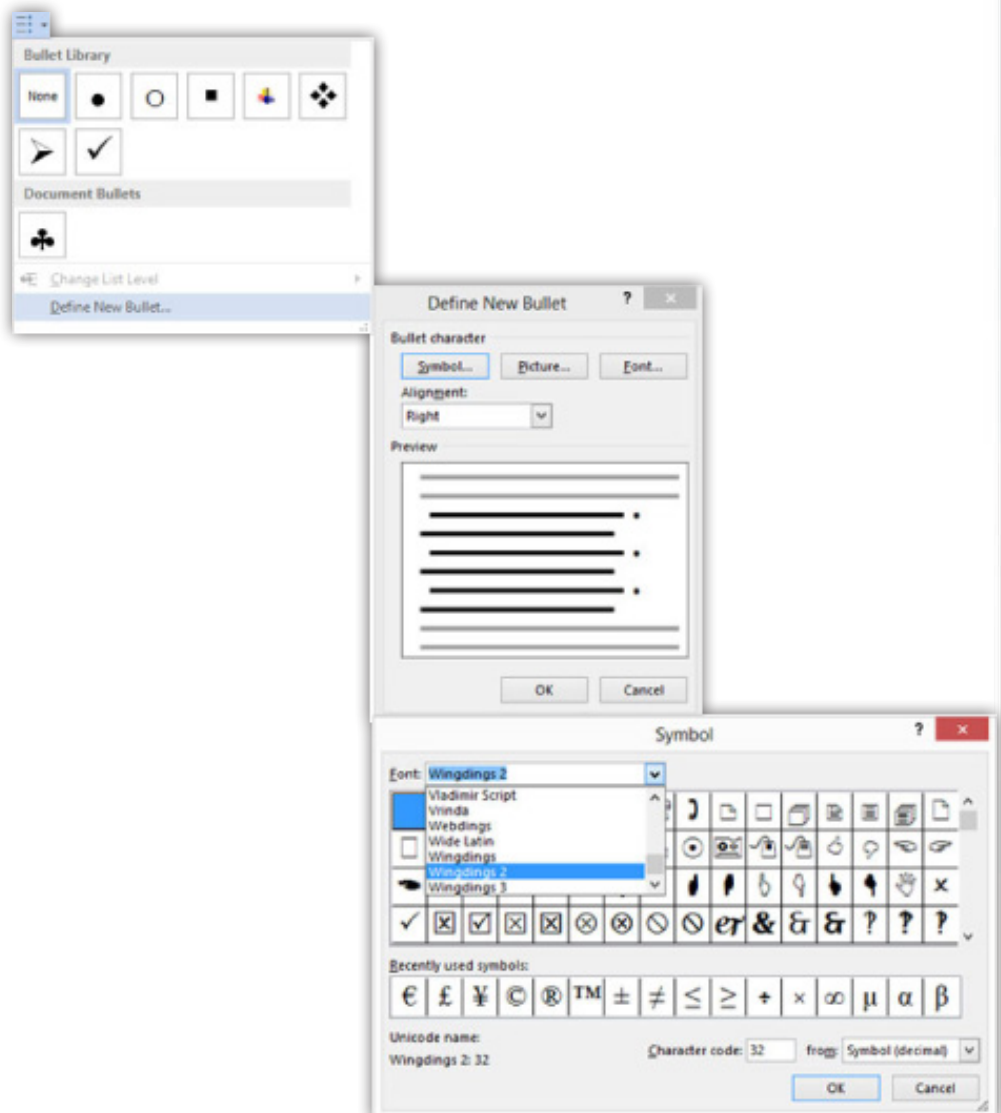 Bullet Library
None
Document Bullets
Change List Level
Define New Bullet...
Define New Bullet ?
Bullet character
Symbol... Picture... Font...
Alignment:
Right
Preview
OK Cancel
Symbol ?
Font: Wingdings 2
Vladimir Script
Vrinda
Webdings
Wide Latin
Wingdings
Wingdings 2
Wingdings 3
er & & & ? ? ?
Recently used symbols:
€ £ ¥ © ® ™ ± ≠ ≤ ≥ ÷ × ∞ μ α β
Unicode name:
Wingdings 2: 32
Character code: 32 from: Symbol (decimal)
OK Cancel